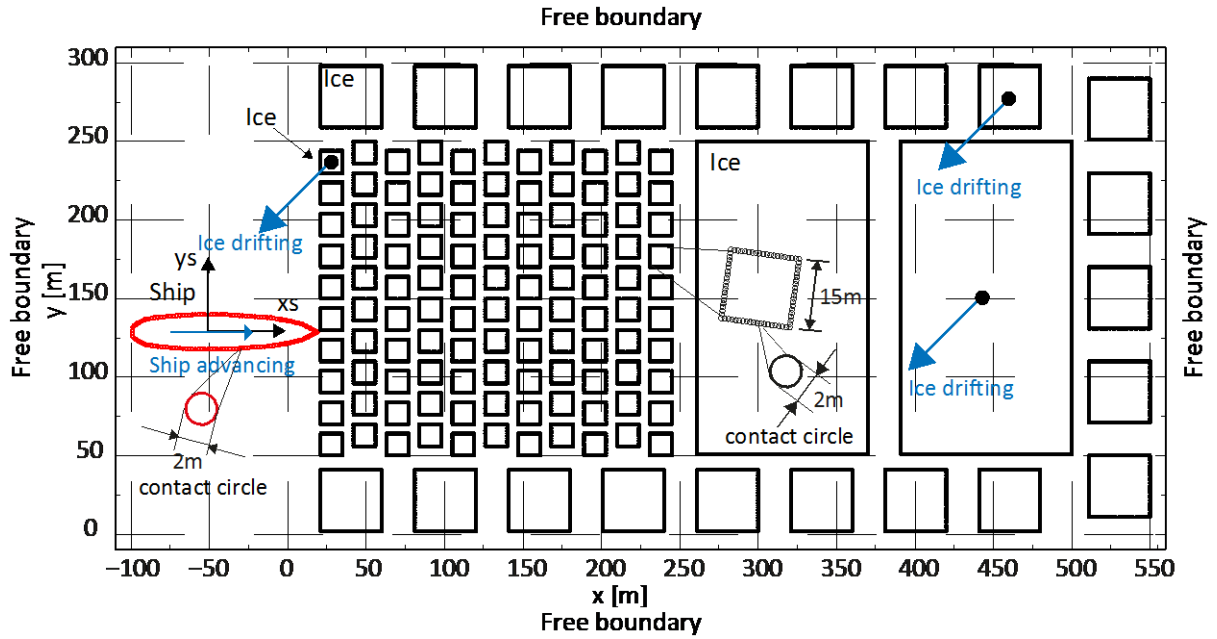 Free boundary
300
250
200
150
100
50
0
y [m]
Free boundary
Ice
Ice
Ice
Ice drifting
Ice drifting
Ice drifting
ys
Ship
xs
Ship advancing
15m
2m
contact circle
2m
contact circle
Free boundary
−100
−50
0
50
100
150
200
250
300
350
400
450
500
550
x [m]
Free boundary